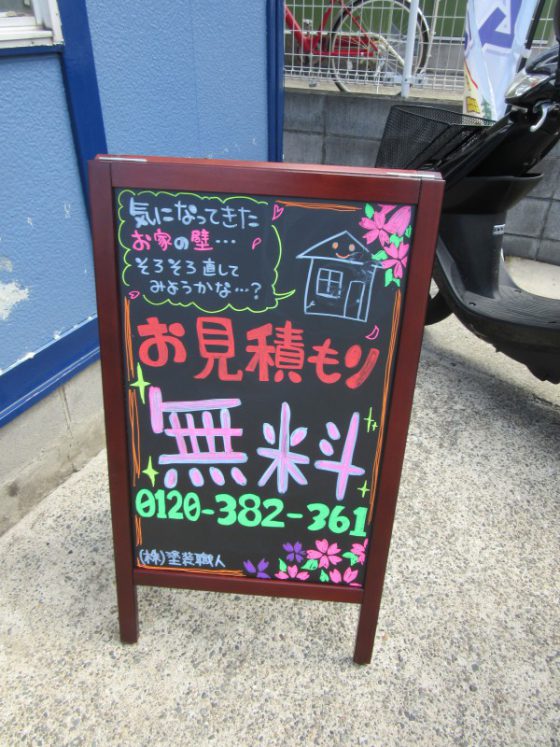 気になってきた
お家の壁…
そろそろ直して
みようかな…?
お見積もり
無料
0120-382-361
(株)塗装職人